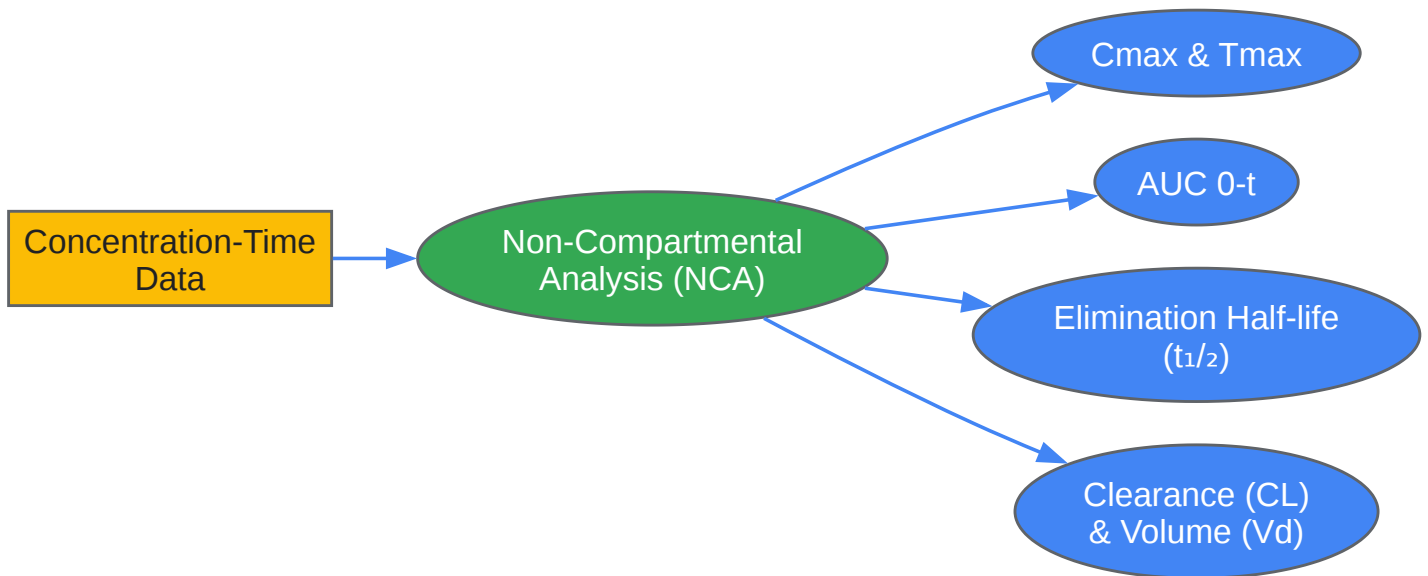 Concentration-Time
Data
Non-Compartmental
Analysis (NCA)
Cmax & Tmax
AUC 0-t
Elimination Half-life
(t₁/₂)
Clearance (CL)
& Volume (Vd)